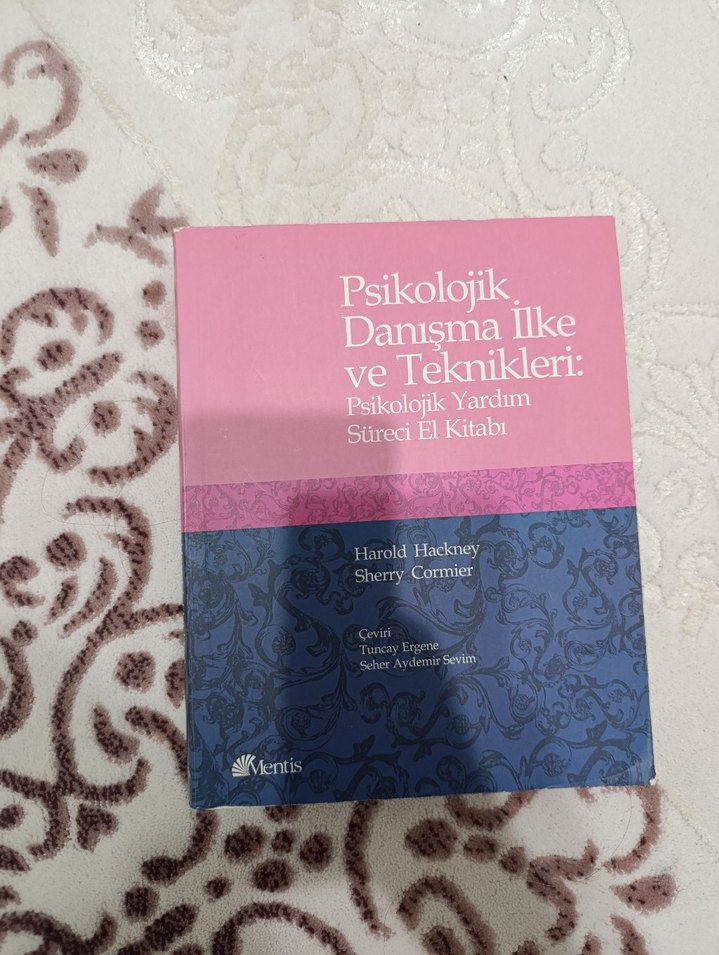 Psikolojik
Danışma İlke
ve Teknikleri:
Psikolojik Yardım
Süreci El Kitabı
Harold Hackney
Sherry Cormier
Çeviri
Tuncay Ergene
Seher Aydemir Sevim
Mentis